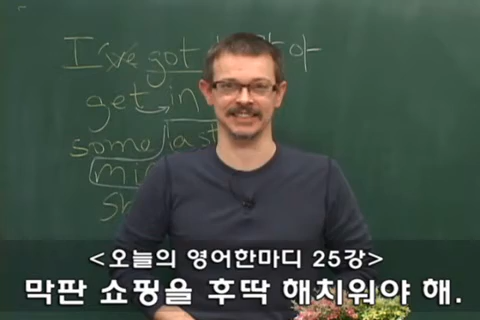 I've got
get in
some last
<오늘의 영어한마디 25강>
막판 쇼핑을 후딱 해치워야 해.